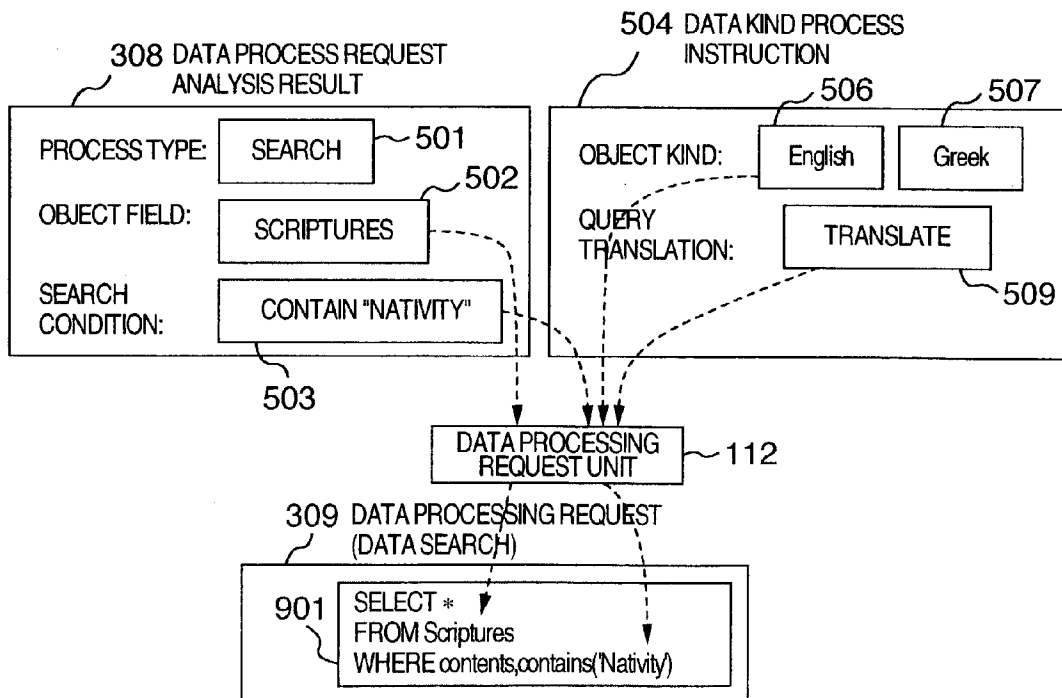 308 DATA PROCESS REQUEST
ANALYSIS RESULT
PROCESS TYPE: SEARCH 501
OBJECT FIELD: SCRIPTURES 502
SEARCH
CONDITION: CONTAIN "NATIVITY"
503
504 DATA KIND PROCESS
INSTRUCTION
506 507
OBJECT KIND: English Greek
QUERY
TRANSLATION: TRANSLATE
509
DATA PROCESSING
REQUEST UNIT 112
309 DATA PROCESSING REQUEST
(DATA SEARCH)
901 SELECT *
FROM Scriptures
WHERE contents,contains('Nativity')